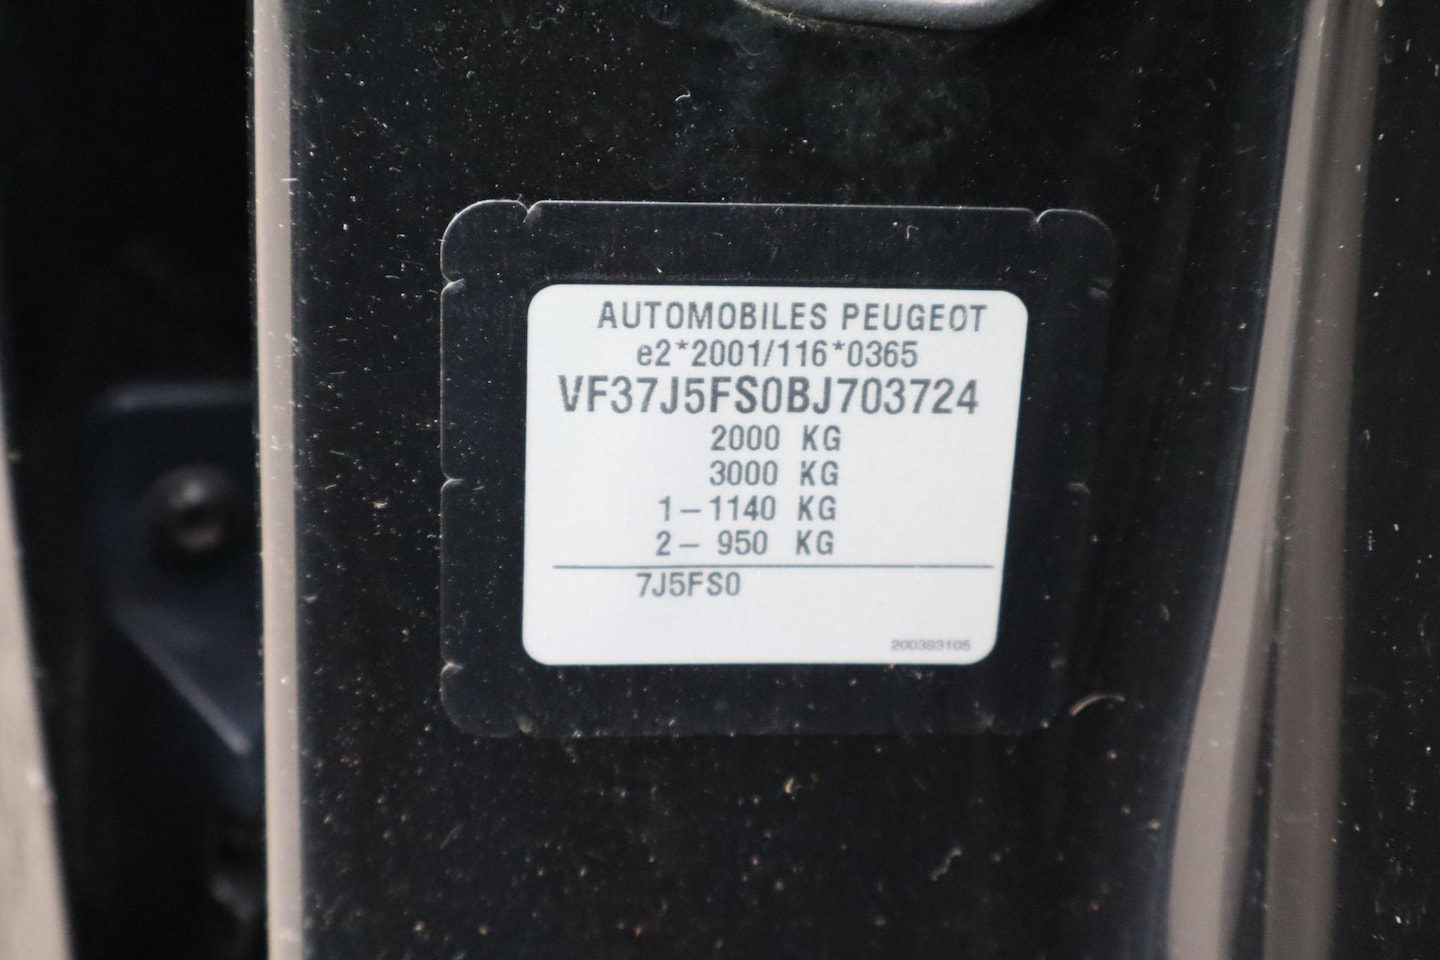 AUTOMOBILES PEUGEOT
e2*2001/116*0365
VF37J5FS0BJ703724
2000 KG
3000 KG
1–1140 KG
2– 950 KG
7J5FS0
200393105